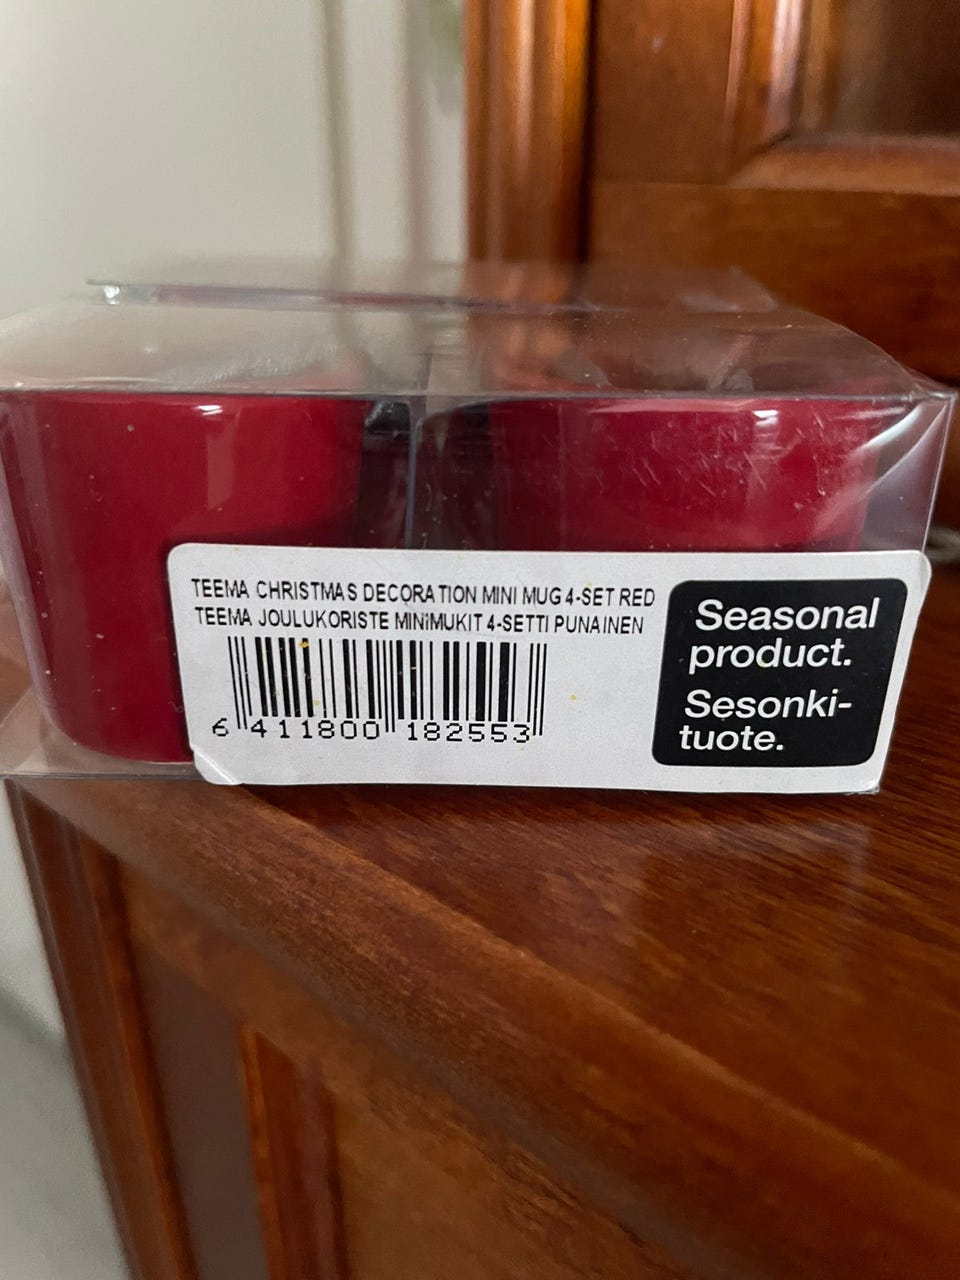 TEEMA CHRISTMAS DECORATION MINI MUG 4-SET RED
TEEMA JOULUKORISTE MINIMUKIT 4-SETTI PUNAINEN
6 411800 182553
Seasonal
product.
Sesonki-
tuote.